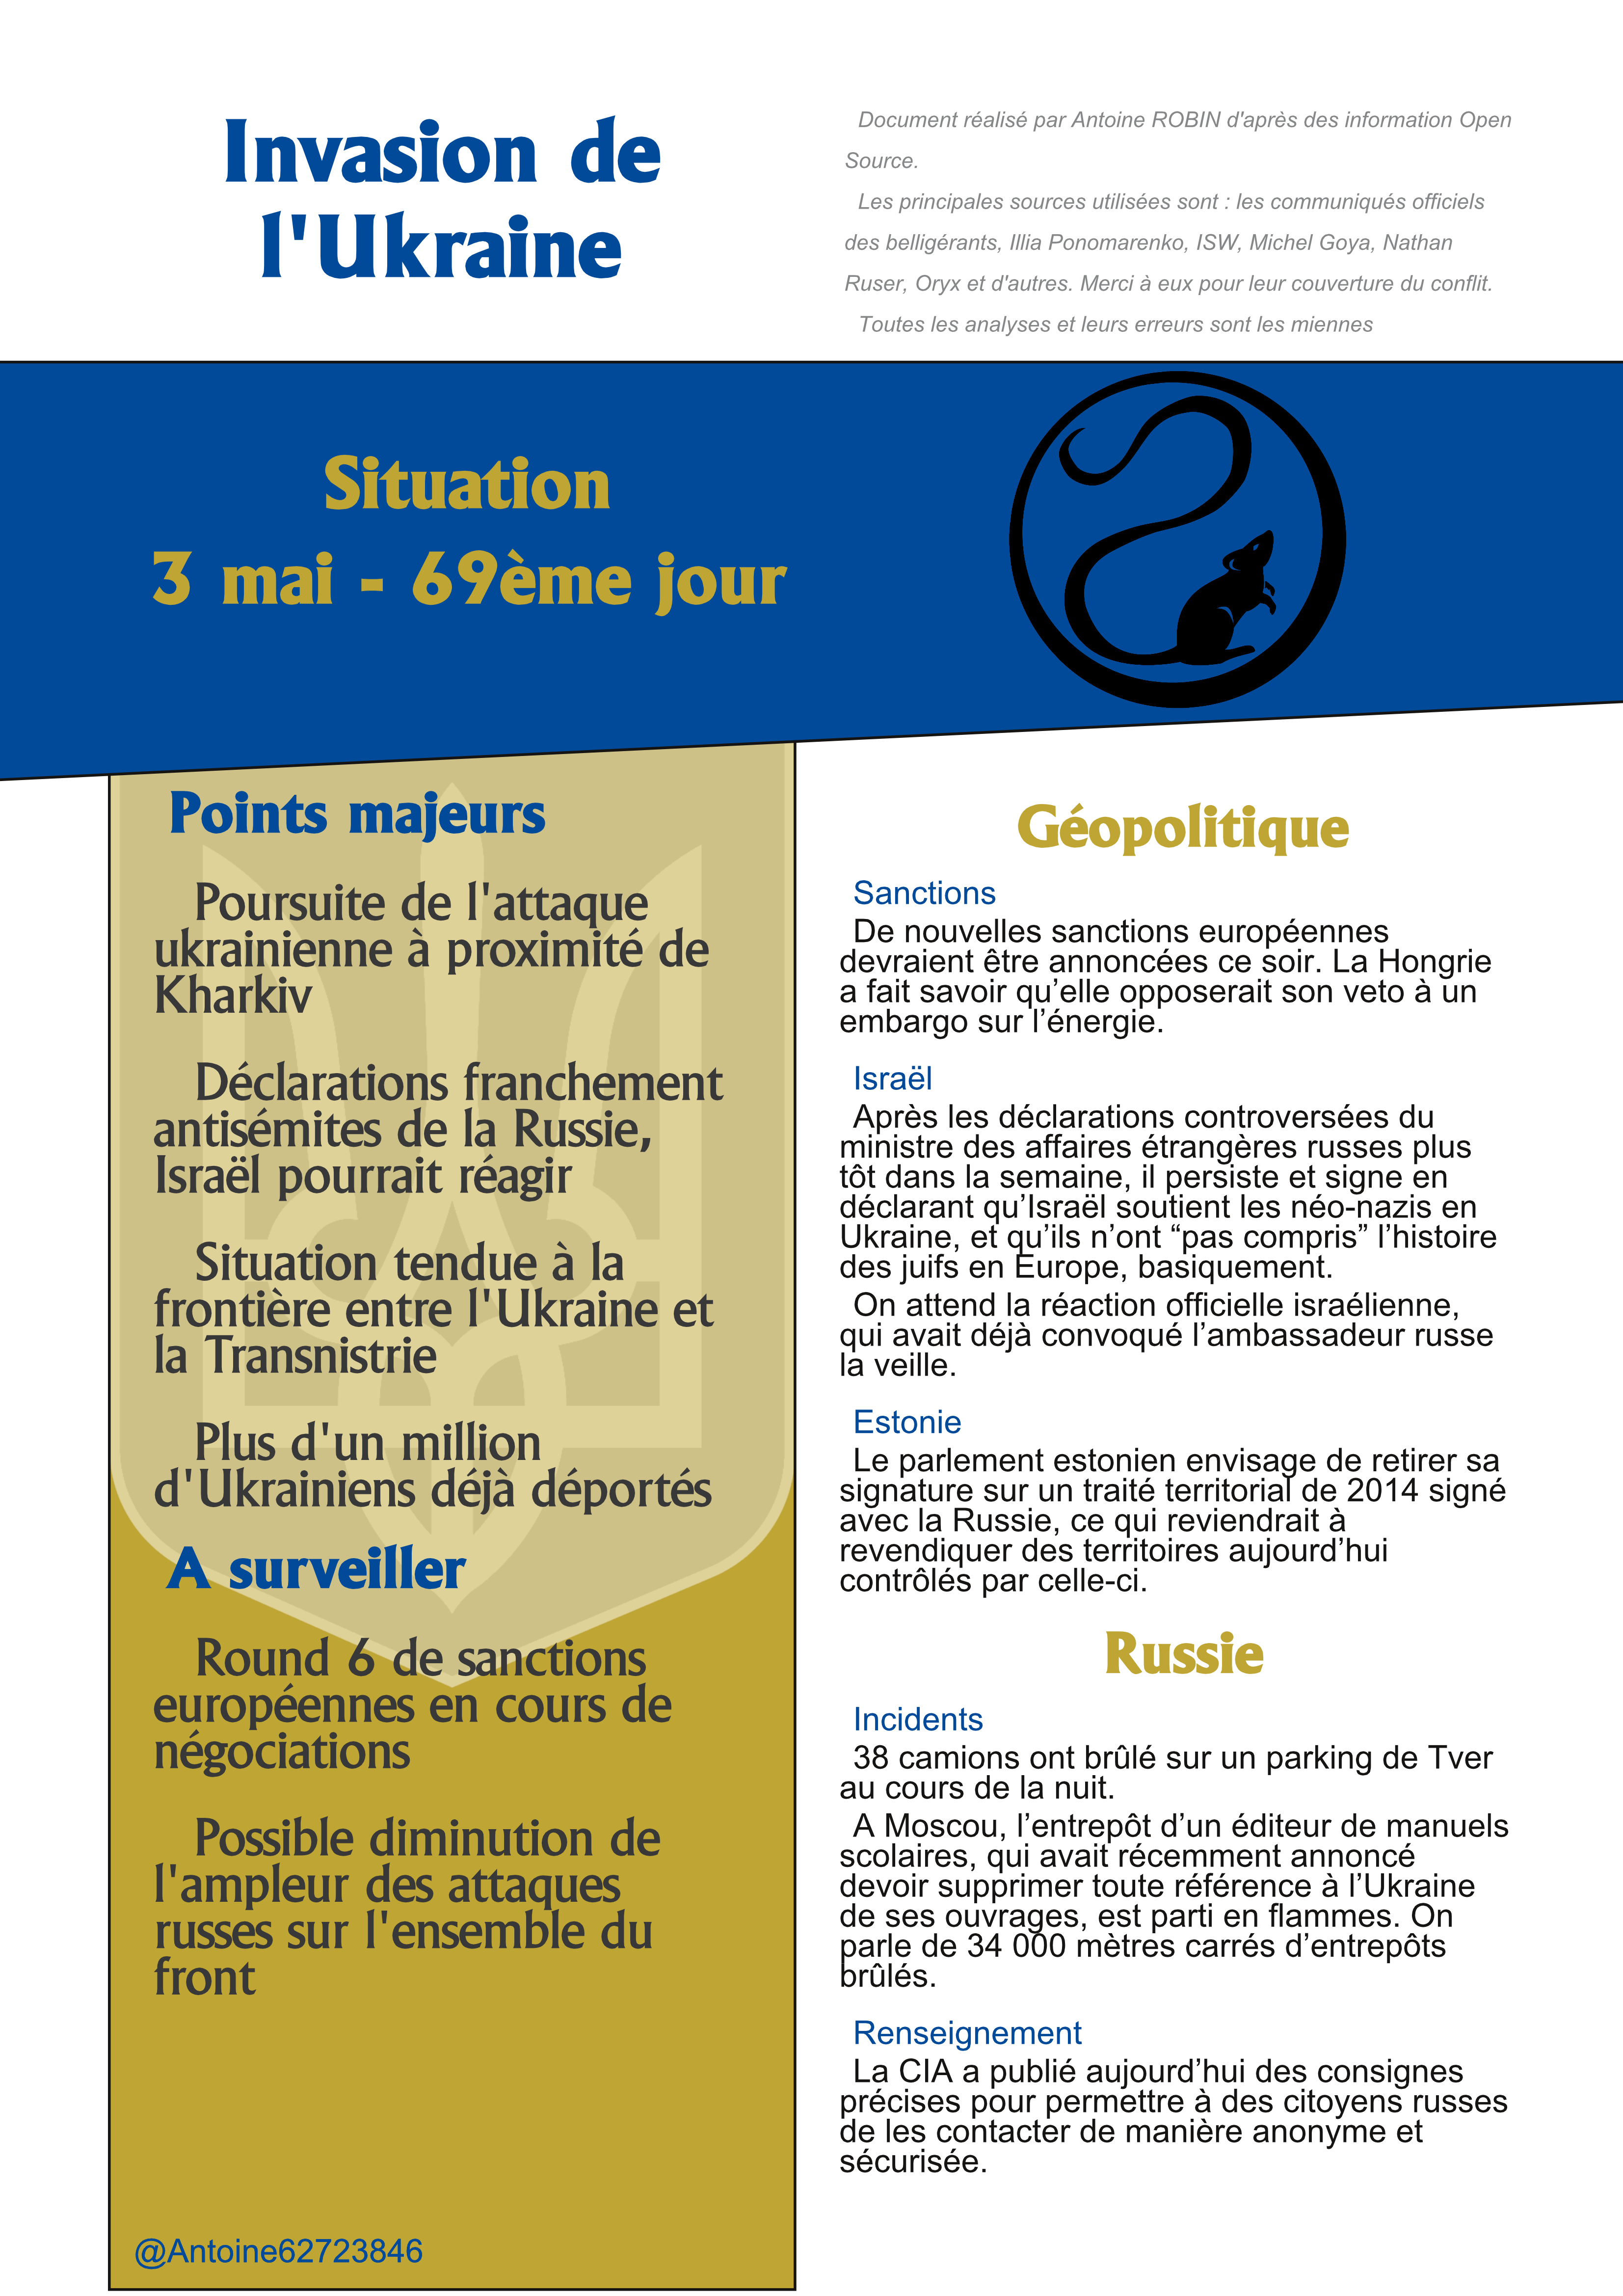 Invasion de
l'Ukraine
Document réalisé par Antoine ROBIN d'après des information Open
Source.
Les principales sources utilisées sont : les communiqués officiels
des belligérants, Illia Ponomarenko, ISW, Michel Goya, Nathan
Ruser, Oryx et d'autres. Merci à eux pour leur couverture du conflit.
Toutes les analyses et leurs erreurs sont les miennes
Situation
3 mai - 69ème jour
Points majeurs
Poursuite de l'attaque
ukrainienne à proximité de
Kharkiv
Déclarations franchement
antisémites de la Russie,
Israël pourrait réagir
Situation tendue à la
frontière entre l'Ukraine et
la Transnistrie
Plus d'un million
d'Ukrainiens déjà déportés
A surveiller
Round 6 de sanctions
européennes en cours de
négociations
Possible diminution de
l'ampleur des attaques
russes sur l'ensemble du
front
@Antoine62723846
Géopolitique
Sanctions
De nouvelles sanctions européennes
devraient être annoncées ce soir. La Hongrie
a fait savoir qu’elle opposerait son veto à un
embargo sur l’énergie.
Israël
Après les déclarations controversées du
ministre des affaires étrangères russes plus
tôt dans la semaine, il persiste et signe en
déclarant qu’Israël soutient les néo-nazis en
Ukraine, et qu’ils n’ont “pas compris” l’histoire
des juifs en Europe, basiquement.
On attend la réaction officielle israélienne,
qui avait déjà convoqué l’ambassadeur russe
la veille.
Estonie
Le parlement estonien envisage de retirer sa
signature sur un traité territorial de 2014 signé
avec la Russie, ce qui reviendrait à
revendiquer des territoires aujourd’hui
contrôlés par celle-ci.
Russie
Incidents
38 camions ont brûlé sur un parking de Tver
au cours de la nuit.
A Moscou, l’entrepôt d’un éditeur de manuels
scolaires, qui avait récemment annoncé
devoir supprimer toute référence à l’Ukraine
de ses ouvrages, est parti en flammes. On
parle de 34 000 mètres carrés d’entrepôts
brûlés.
Renseignement
La CIA a publié aujourd’hui des consignes
précises pour permettre à des citoyens russes
de les contacter de manière anonyme et
sécurisée.